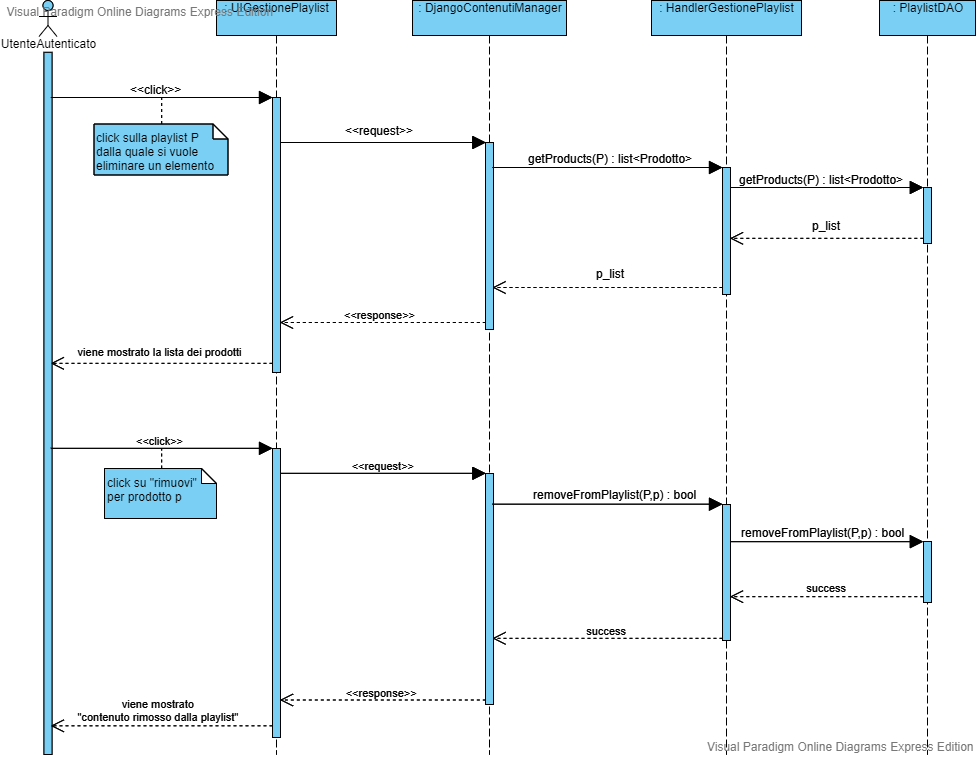 Visual Paradigm Online Diagrams Express Edition
: UIGestionePlaylist
: DjangoContenutiManager
: HandlerGestionePlaylist
: PlaylistDAO
UtenteAutenticato
<<click>>
click sulla playlist P
dalla quale si vuole
eliminare un elemento
<<request>>
getProducts(P) : list<Prodotto>
getProducts(P) : list<Prodotto>
p_list
p_list
<<response>>
viene mostrato la lista dei prodotti
<<click>>
click su "rimuovi"
per prodotto p
<<request>>
removeFromPlaylist(P,p) : bool
removeFromPlaylist(P,p) : bool
success
success
<<response>>
viene mostrato
"contenuto rimosso dalla playlist"
Visual Paradigm Online Diagrams Express Edition